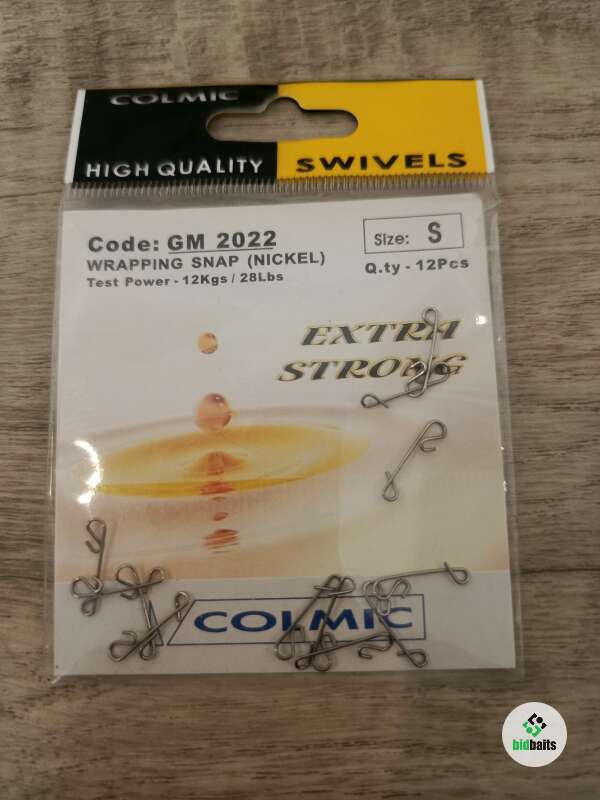 COLMIC
HIGH QUALITY SWIVELS
Code: GM 2022
WRAPPING SNAP (NICKEL)
Test Power - 12Kgs / 28Lbs
Size: S
Q.ty - 12Pcs
EXTRA
STRONG
COLMIC
bidbaits